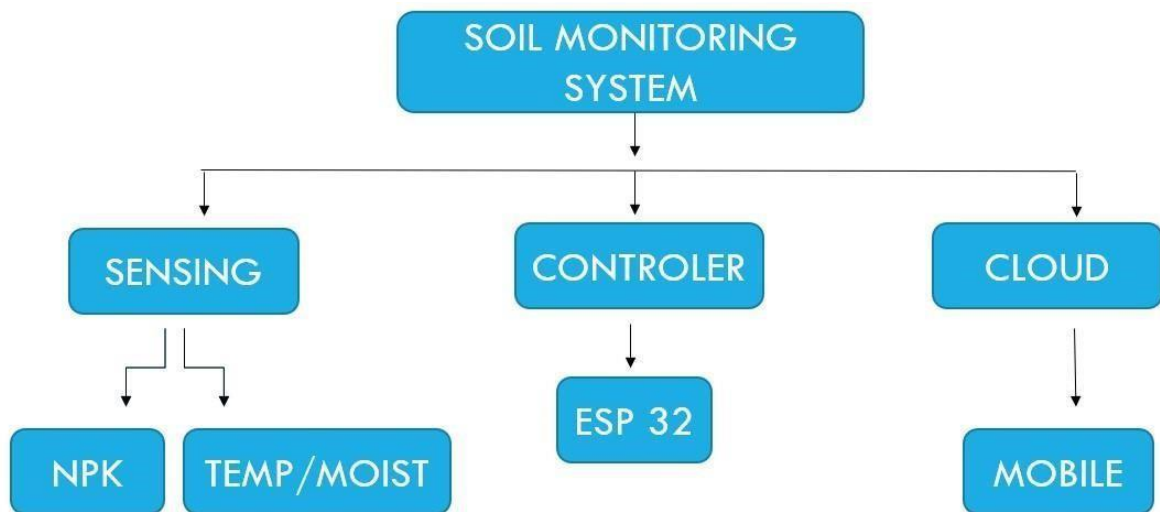 SOIL MONITORING
SYSTEM
SENSING
CONTROLER
CLOUD
ESP 32
NPK
TEMP/MOIST
MOBILE